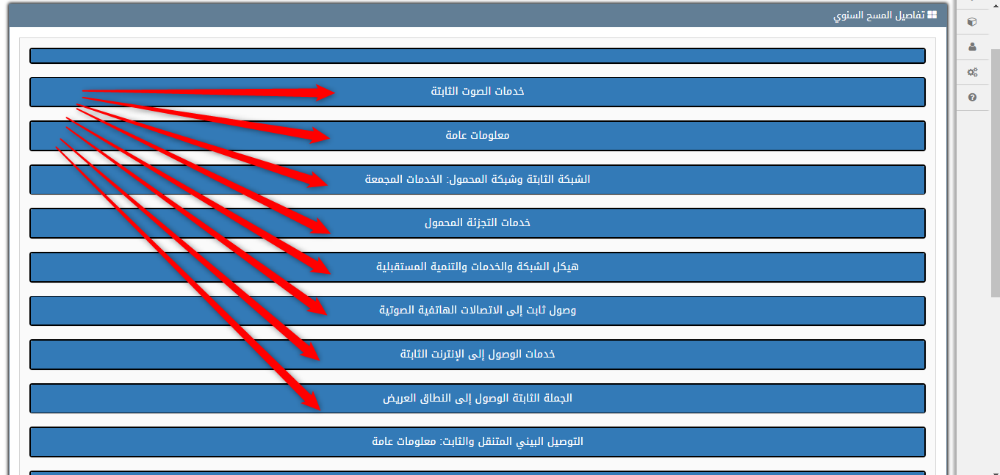 تفاصيل المسح السنوي
خدمات الصوت الثابتة
معلومات عامة
الشبكة الثابتة وشبكة المحمول: الخدمات المجمعة
خدمات التجزئة المحمول
هيكل الشبكة والخدمات والتنمية المستقبلية
وصول ثابت إلى الاتصالات الهاتفية الصوتية
خدمات الوصول إلى الإنترنت الثابتة
الجملة الثابتة الوصول إلى النطاق العريض
التوصيل البيني المتنقل والثابت: معلومات عامة